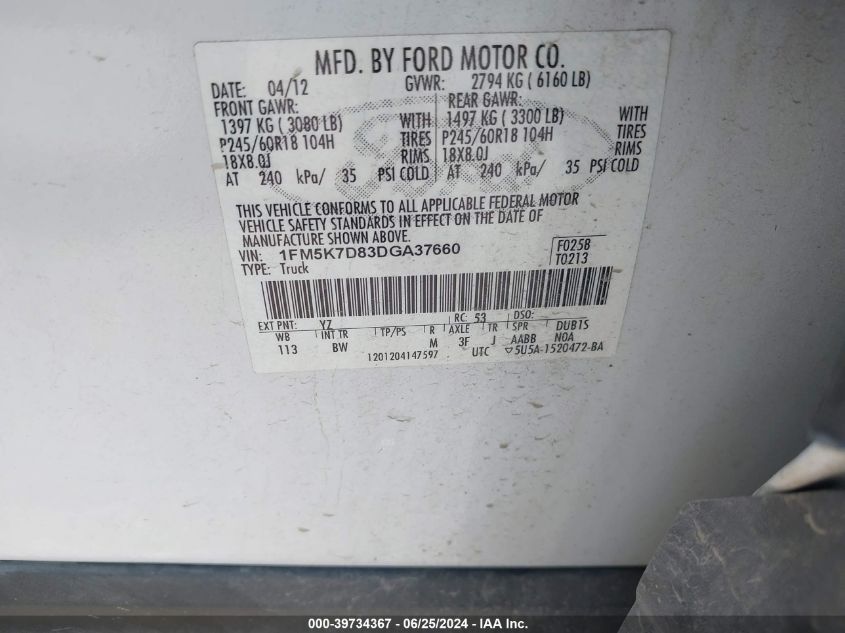 MFD. BY FORD MOTOR CO.
DATE: 04/12 GVWR: 2794 KG ( 6160 LB)
FRONT GAWR: REAR GAWR:
1397 KG ( 3080 LB) WITH 1497 KG ( 3300 LB) WITH
P245/60R18 104H TIRES P245/60R18 104H TIRES
18X8.0J RIMS 18X8.0J RIMS
AT 240 kPa/ 35 PSI COLD AT 240 kPa/ 35 PSI COLD
THIS VEHICLE CONFORMS TO ALL APPLICABLE FEDERAL MOTOR
VEHICLE SAFETY STANDARDS IN EFFECT ON THE DATE OF
MANUFACTURE SHOWN ABOVE.
VIN: 1FM5K7D83DGA37660 F025B
TYPE: Truck T0213
EXT PNT: YZ RC: 53 DSO:
WB INT TR TP/PS R AXLE TR SPR DUB1S
113 BW M 3F J AABB N0A
1201204147597 UTC ▽5U5A-1520472-BA
000-39734367 - 06/25/2024 - IAA Inc.